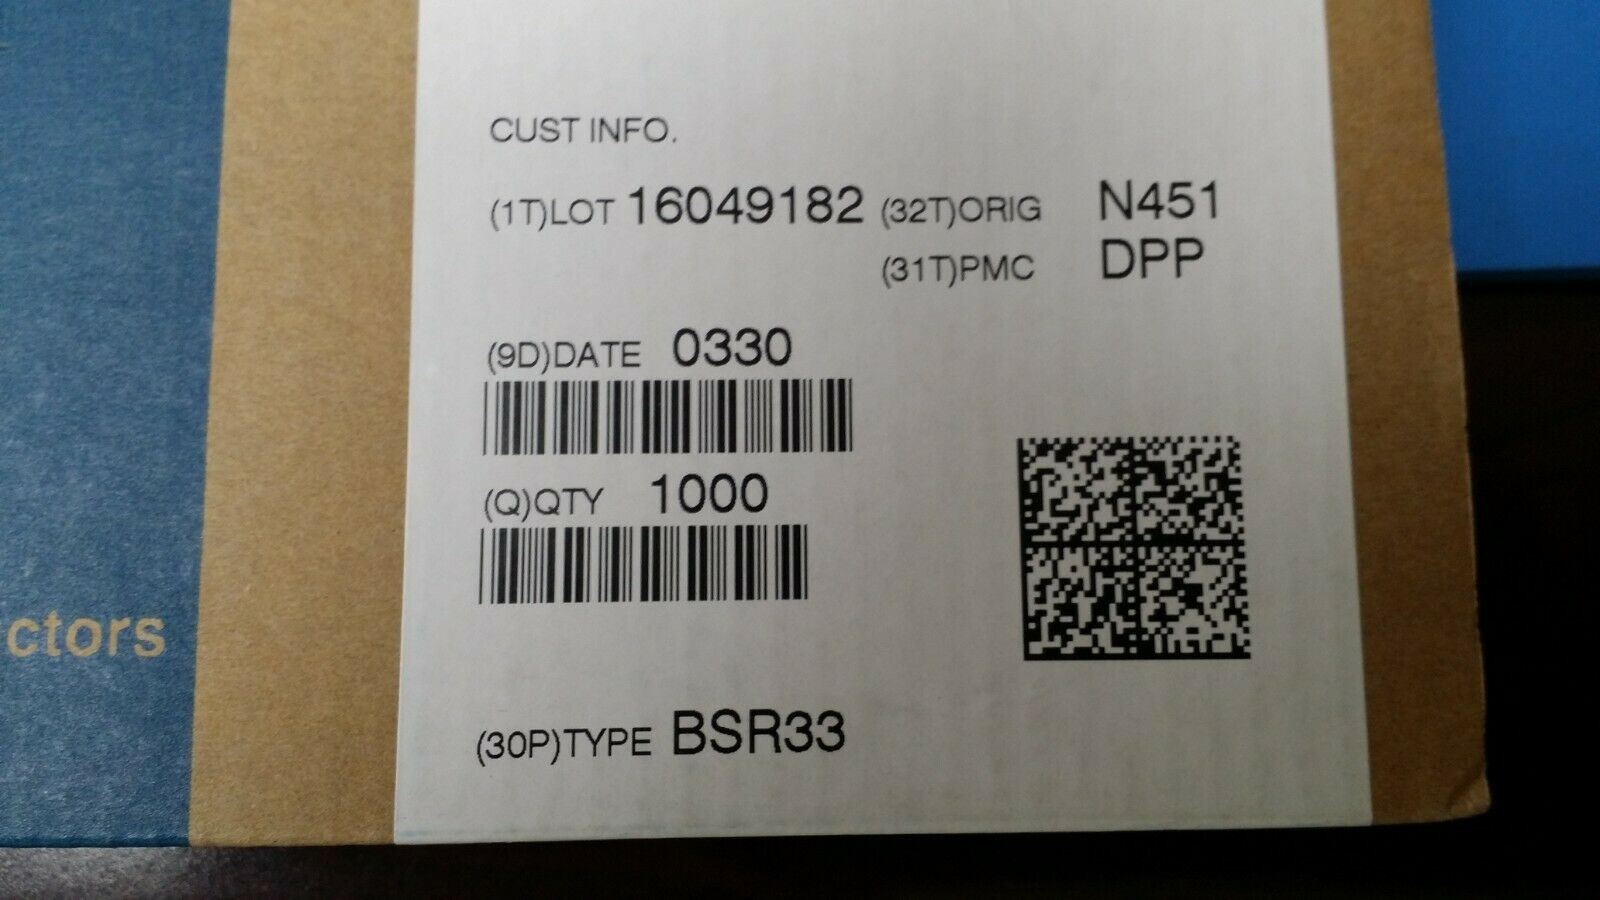 CUST INFO.
(1T)LOT 16049182 (32T)ORIG N451
(31T)PMC DPP
(9D)DATE 0330
(Q)QTY 1000
(30P)TYPE BSR33
ctors